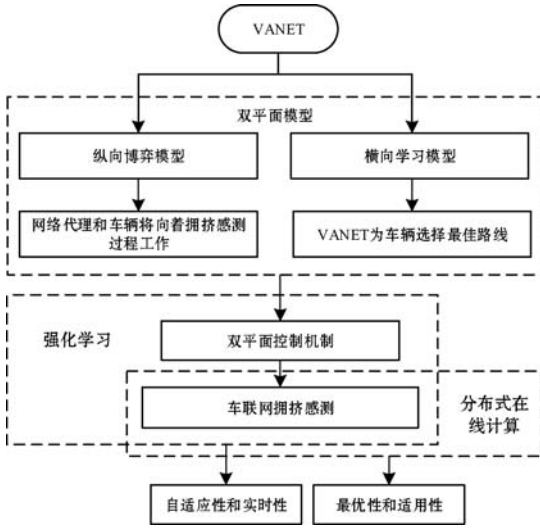 VANET
双平面模型
纵向博弈模型
横向学习模型
网络代理和车辆将向着拥挤感测
过程工作
VANET为车辆选择最佳路线
强化学习
双平面控制机制
车联网拥挤感测
分布式在
线计算
自适应性和实时性
最优性和适用性